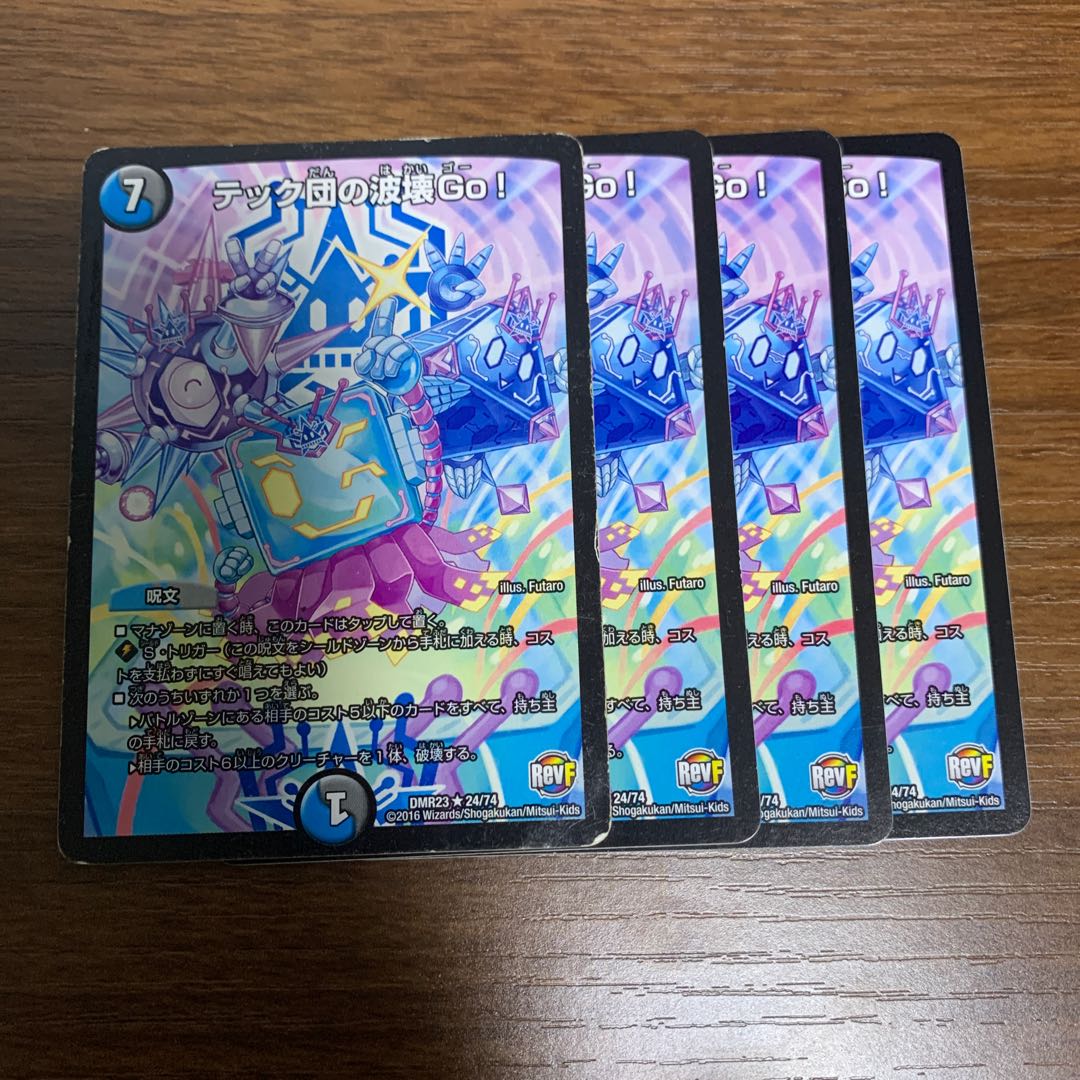 7
テック団の波壊Go!
だん はかい ゴー
illus. Futaro
呪文
■ マナゾーンに置く時、このカードはタップして置く。
S・トリガー(この呪文をシールドゾーンから手札に加える時、コス
トを支払わずにすぐ唱えてもよい)
■ 次のうちいずれか1つを選ぶ。
▶バトルゾーンにある相手のコスト5以下のカードをすべて、持ち主
の手札に戻す。
▶相手のコスト6以上のクリーチャーを1体、破壊する。
RevF
1
DMR23 ★ 24/74
©2016 Wizards/Shogakukan/Mitsui-Kids
Go!
illus. Futaro
加える時、コス
べて、持ち主
る。
RevF
24/74
/Shogakukan/Mitsui-Kids
Go!
illus. Futaro
える時、コス
べて、持ち主
RevF
/74
ogakukan/Mitsui-Kids
Go!
illus. Futaro
える時、コス
べて、持ち主
RevF
4/74
hogakukan/Mitsui-Kids